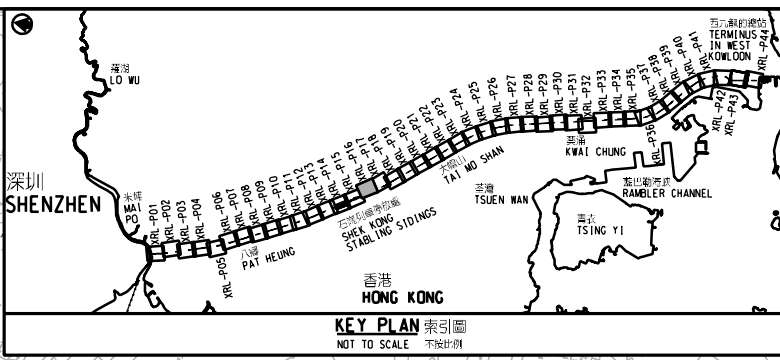 羅湖
LO WU
深圳
SHENZHEN
米埔
MAI
PO
XRL-P01
XRL-P02
XRL-P03
XRL-P04
XRL-P05
XRL-P06
XRL-P07
XRL-P08
XRL-P09
XRL-P10
XRL-P11
XRL-P12
XRL-P13
XRL-P14
XRL-P15
XRL-P16
XRL-P17
XRL-P18
XRL-P19
XRL-P20
XRL-P21
XRL-P22
XRL-P23
XRL-P24
XRL-P25
XRL-P26
XRL-P27
XRL-P28
XRL-P29
XRL-P30
XRL-P31
XRL-P32
XRL-P33
XRL-P34
XRL-P35
XRL-P36
XRL-P37
XRL-P38
XRL-P39
XRL-P40
XRL-P41
XRL-P42
XRL-P43
XRL-P44
西九龍的總站
TERMINUS
IN WEST
KOWLOON
八鄉
PAT HEUNG
石崗列車停放處
SHEK KONG
STABLING SIDINGS
大帽山
TAI MO SHAN
葵涌
KWAI CHUNG
荃灣
TSUEN WAN
藍巴勒海峽
RAMBLER CHANNEL
青衣
TSING YI
香港
HONG KONG
KEY PLAN 索引圖
NOT TO SCALE 不按比例